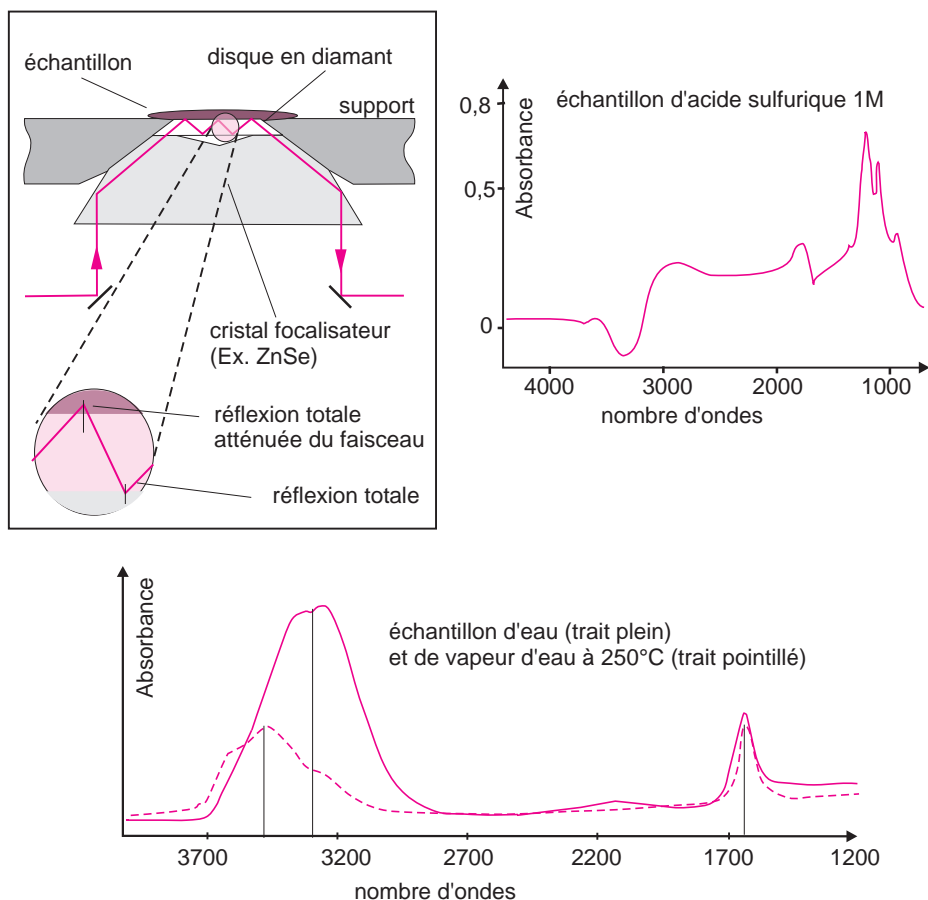 échantillon
disque en diamant
support
cristal focalisateur
(Ex. ZnSe)
réflexion totale
atténuée du faisceau
réflexion totale
échantillon d'acide sulfurique 1M
Absorbance
0,8
0,5
0
4000 3000 2000 1000
nombre d'ondes
échantillon d'eau (trait plein)
et de vapeur d'eau à 250°C (trait pointillé)
Absorbance
3700 3200 2700 2200 1700 1200
nombre d'ondes